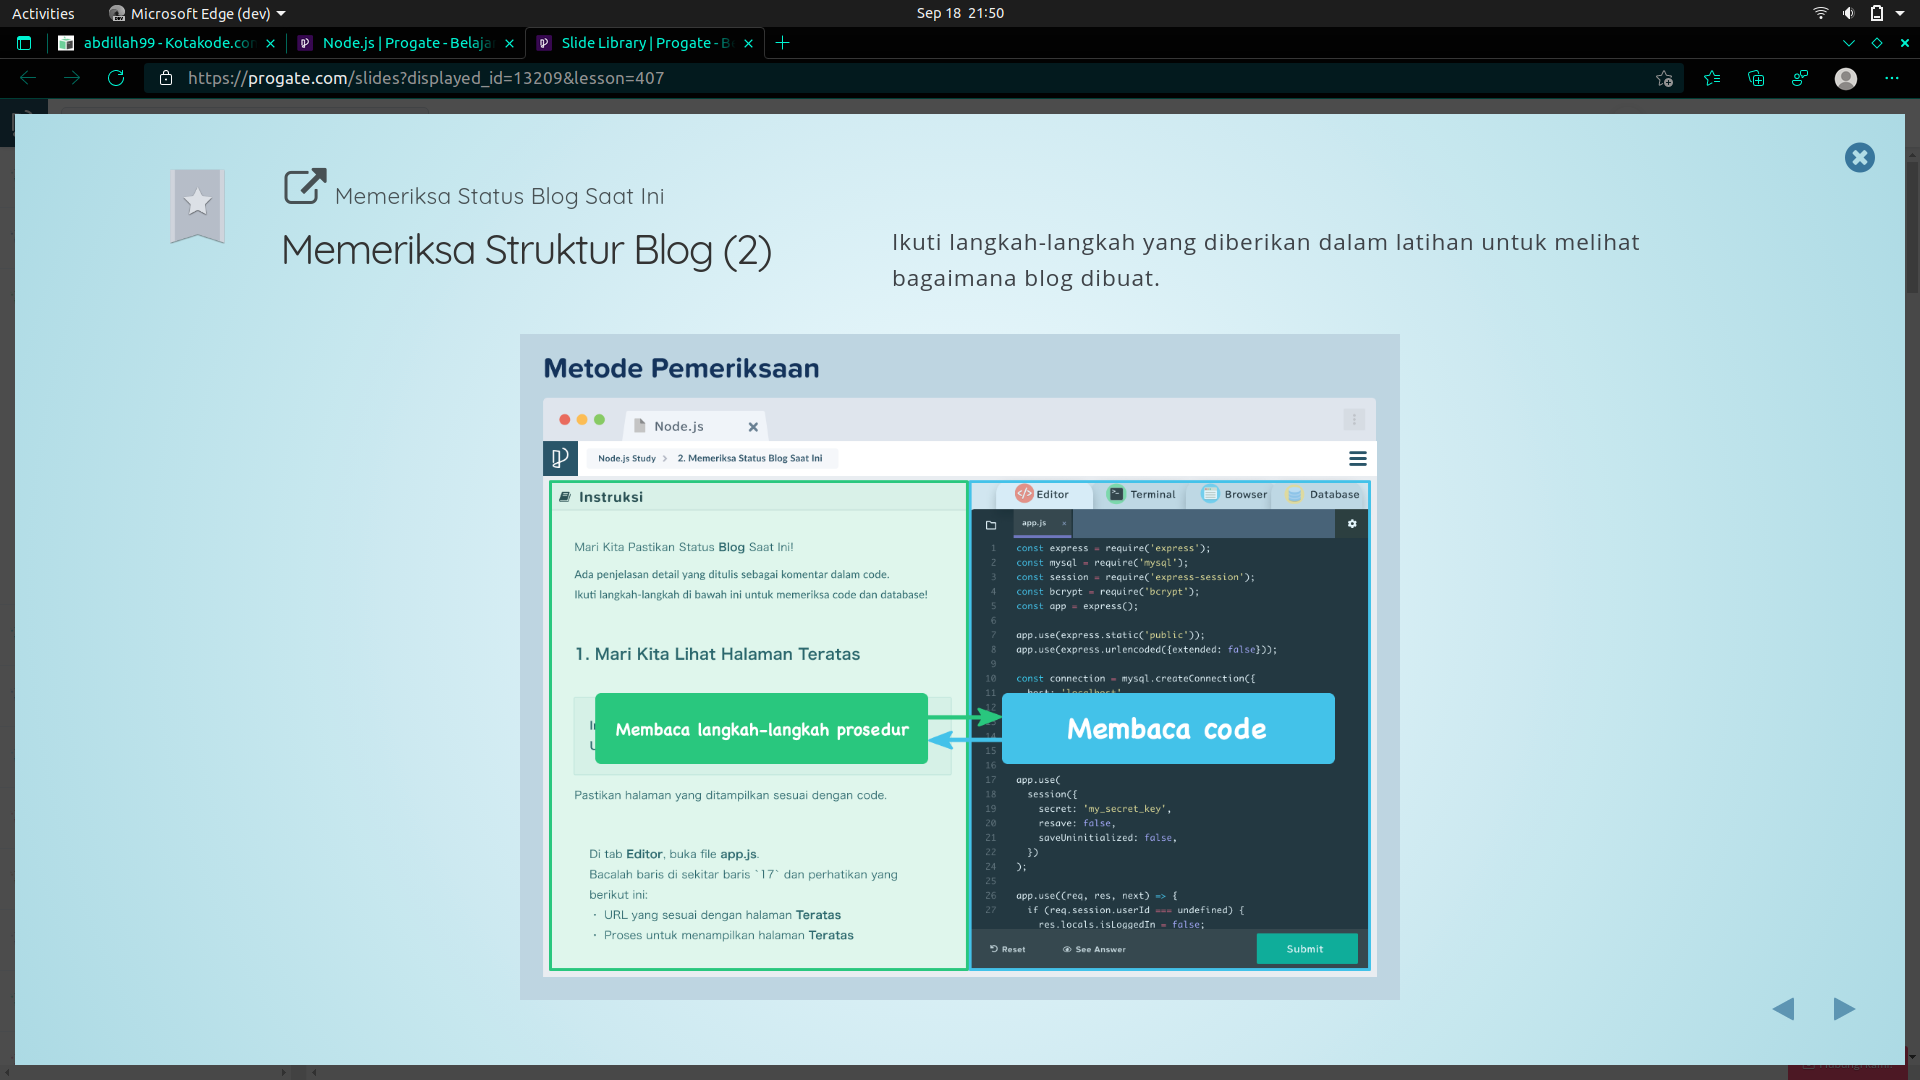 Activities
Microsoft Edge (dev)
Sep 18 21:50
abdillah99 - Kotakode.com
Node.js | Progate - Belaja
Slide Library | Progate - B
https://progate.com/slides?displayed_id=13209&lesson=407
Memeriksa Status Blog Saat Ini
Memeriksa Struktur Blog (2)
Ikuti langkah-langkah yang diberikan dalam latihan untuk melihat
bagaimana blog dibuat.
Metode Pemeriksaan
Node.js
Node.js Study > 2. Memeriksa Status Blog Saat Ini
Instruksi
Mari Kita Pastikan Status Blog Saat Ini!
Ada penjelasan detail yang ditulis sebagai komentar dalam code.
Ikuti langkah-langkah di bawah ini untuk memeriksa code dan database!
1. Mari Kita Lihat Halaman Teratas
Membaca langkah-langkah prosedur
Pastikan halaman yang ditampilkan sesuai dengan code.
Di tab Editor, buka file app.js.
Bacalah baris di sekitar baris `17` dan perhatikan yang
berikut ini:
・ URL yang sesuai dengan halaman Teratas
・ Proses untuk menampilkan halaman Teratas
Editor
Terminal
Browser
Database
app.js
1 const express = require('express');
2 const mysql = require('mysql');
3 const session = require('express-session');
4 const bcrypt = require('bcrypt');
5 const app = express();
6
7 app.use(express.static('public'));
8 app.use(express.urlencoded({extended: false}));
9
10 const connection = mysql.createConnection({
11 host: 'localhost'
Membaca code
14
15
16
17 app.use(
18 session({
19 secret: 'my_secret_key',
20 resave: false,
21 saveUninitialized: false,
22 })
24 );
25
26 app.use((req, res, next) => {
27 if (req.session.userId === undefined) {
res.locals.isLoggedIn = false;
Reset
See Answer
Submit